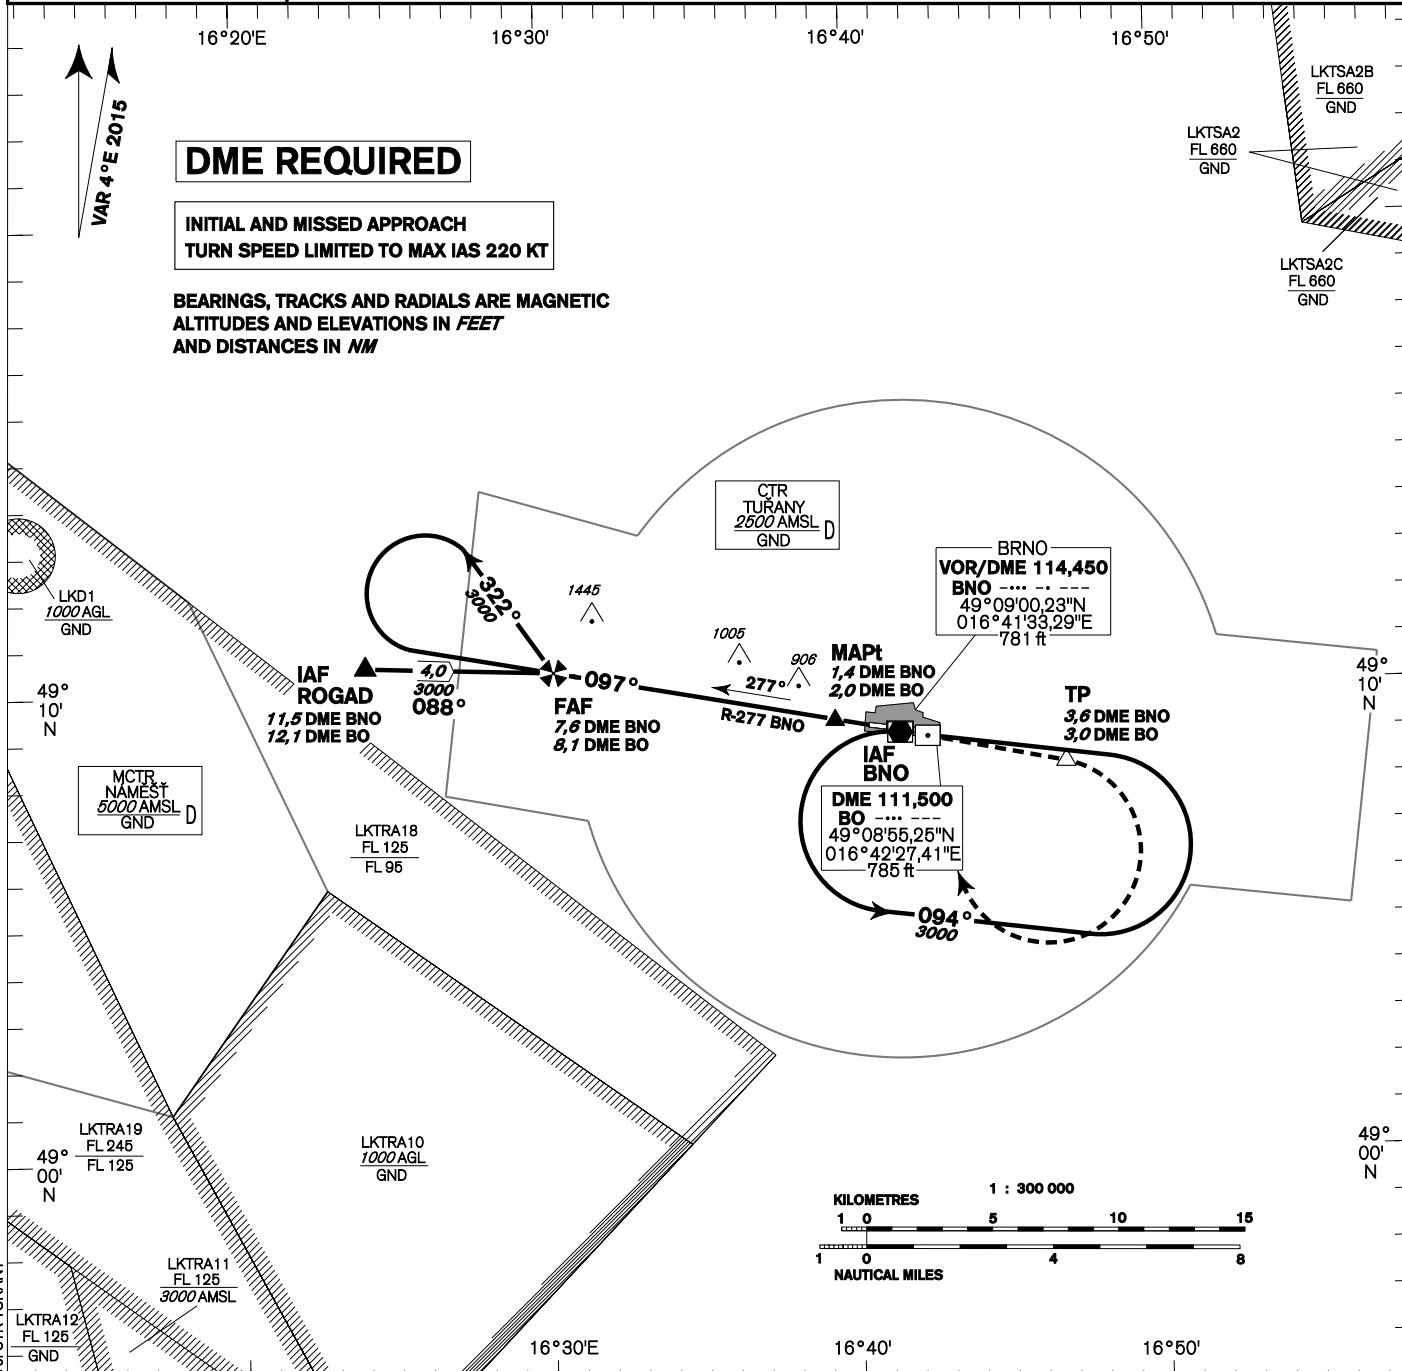 16°20'E
16°30'
16°40'
16°50'
VAR 4°E 2015
DME REQUIRED
INITIAL AND MISSED APPROACH
TURN SPEED LIMITED TO MAX IAS 220 KT
BEARINGS, TRACKS AND RADIALS ARE MAGNETIC
ALTITUDES AND ELEVATIONS IN FEET
AND DISTANCES IN NM
LKTSA2B
FL 660
GND
LKTSA2
FL 660
GND
LKTSA2C
FL 660
GND
CTR
TUŘANY
2500 AMSL
GND
D
BRNO
VOR/DME 114,450
BNO -··· -· ---
49°09'00,23"N
016°41'33,29"E
781 ft
LKD1
1000 AGL
GND
322°
3000
1445
1005
906
IAF
ROGAD
11,5 DME BNO
12,1 DME BO
4,0
3000
088°
097°
FAF
7,6 DME BNO
8,1 DME BO
277°
R-277 BNO
MAPt
1,4 DME BNO
2,0 DME BO
TP
3,6 DME BNO
3,0 DME BO
49°
10'
N
49°
10'
N
IAF
BNO
DME 111,500
BO -··· ---
49°08'55,25"N
016°42'27,41"E
785 ft
094°
3000
MCTR
NÁMĚŠŤ
5000 AMSL
GND
D
LKTRA18
FL 125
FL 95
LKTRA19
FL 245
FL 125
LKTRA10
1000 AGL
GND
49°
00'
N
49°
00'
N
1 : 300 000
KILOMETRES
1 0 5 10 15
1 0 4 8
NAUTICAL MILES
LKTRA11
FL 125
3000 AMSL
LKTRA12
FL 125
GND
16°30'E
16°40'
16°50'